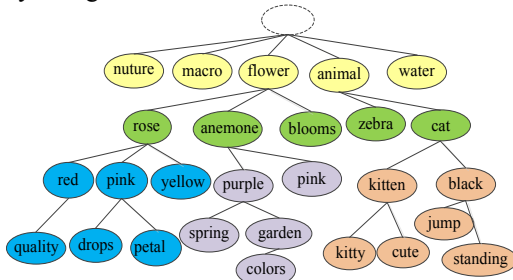 nuture macro flower animal water
rose anemone blooms zebra cat
red pink yellow purple pink kitten black
quality drops petal spring garden kitty cute jump standing
colors